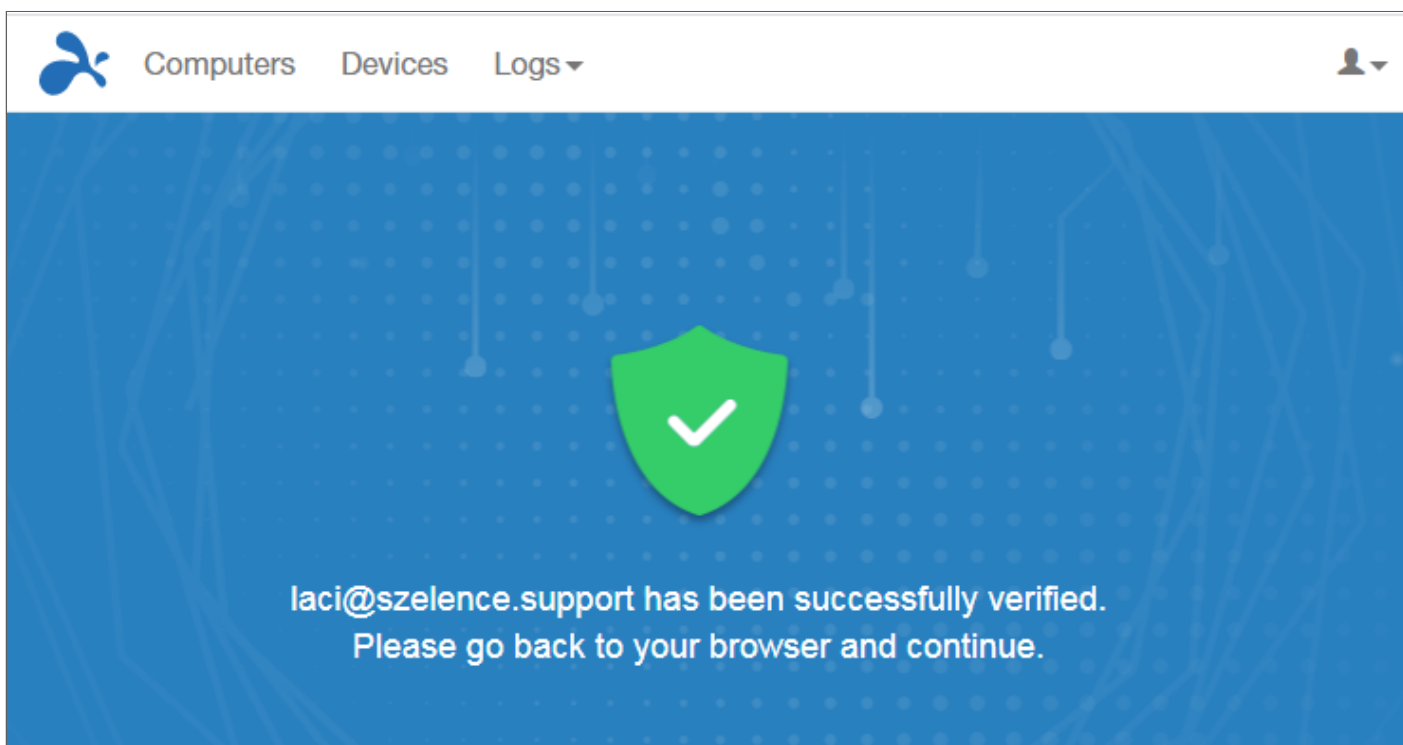 Computers Devices Logs
laci@szelence.support has been successfully verified.
Please go back to your browser and continue.